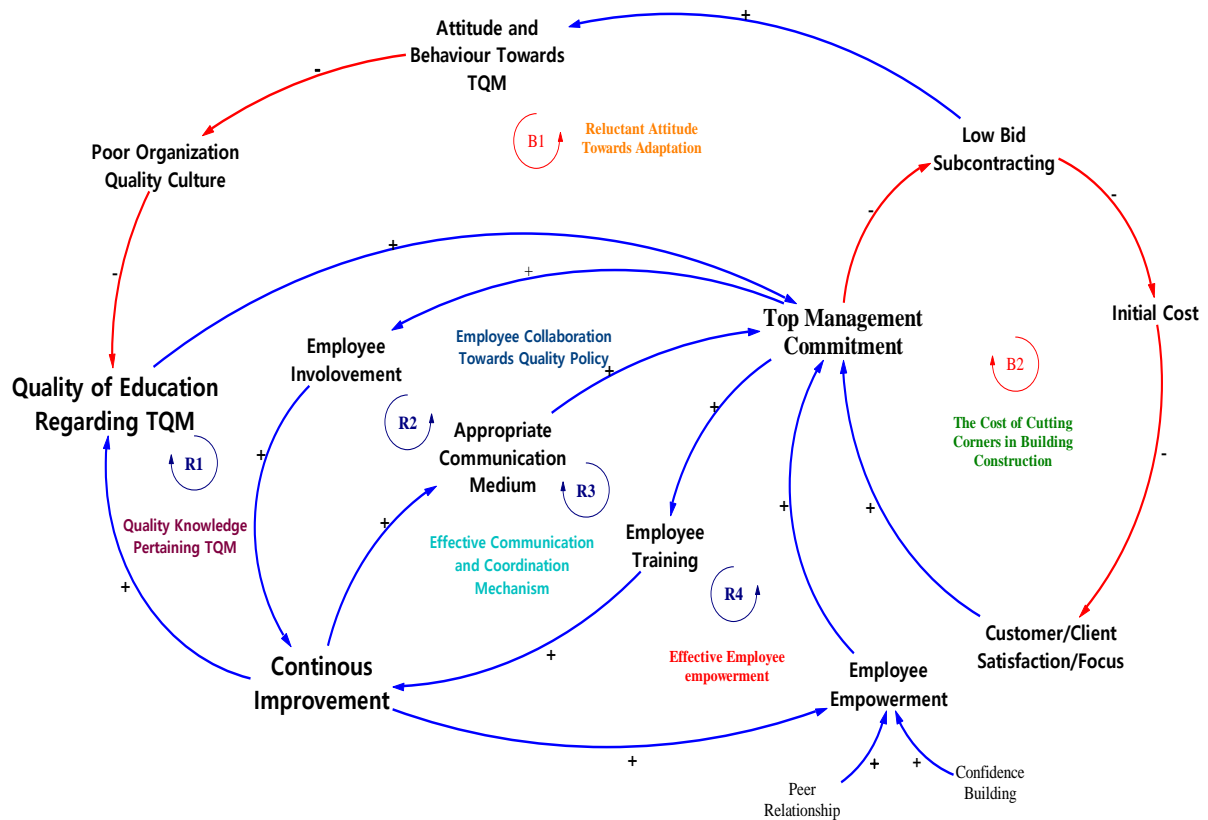 Attitude and
Behaviour Towards
TQM
+
-
B1
Reluctant Attitude
Towards Adaptation
Low Bid
Subcontracting
Poor Organization
Quality Culture
-
-
-
+
+
Initial Cost
Top Management
Commitment
Employee
Involovement
Employee Collaboration
Towards Quality Policy
+
B2
Quality of Education
Regarding TQM
R2
Appropriate
Communication
Medium
+
The Cost of Cutting
Corners in Building
Construction
R1
+
R3
-
Quality Knowledge
Pertaining TQM
+
Effective Communication
and Coordination
Mechanism
Employee
Training
+
+
+
R4
Customer/Client
Satisfaction/Focus
Continous
Improvement
+
Effective Employee
empowerment
Employee
Empowerment
+
+
+
Peer
Relationship
Confidence
Building